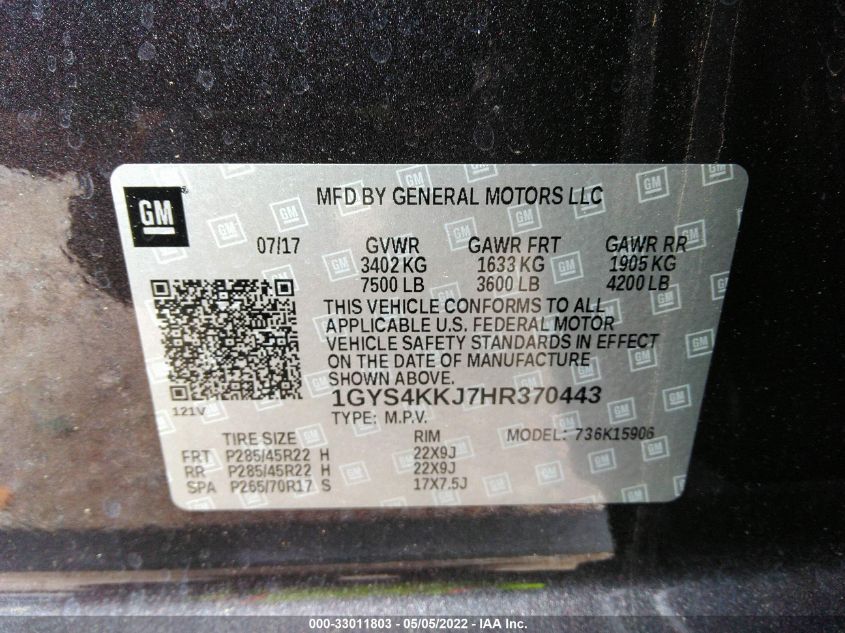 GM
MFD BY GENERAL MOTORS LLC
07/17 GVWR GAWR FRT GAWR RR
3402 KG 1633 KG 1905 KG
7500 LB 3600 LB 4200 LB
THIS VEHICLE CONFORMS TO ALL
APPLICABLE U.S. FEDERAL MOTOR
VEHICLE SAFETY STANDARDS IN EFFECT
ON THE DATE OF MANUFACTURE
SHOWN ABOVE.
121V 1GYS4KKJ7HR370443
TYPE: M.P.V.
TIRE SIZE RIM MODEL: 736K15906
FRT P285/45R22 H 22X9J
RR P285/45R22 H 22X9J
SPA P265/70R17 S 17X7.5J
000-33011803 - 05/05/2022 - IAA Inc.